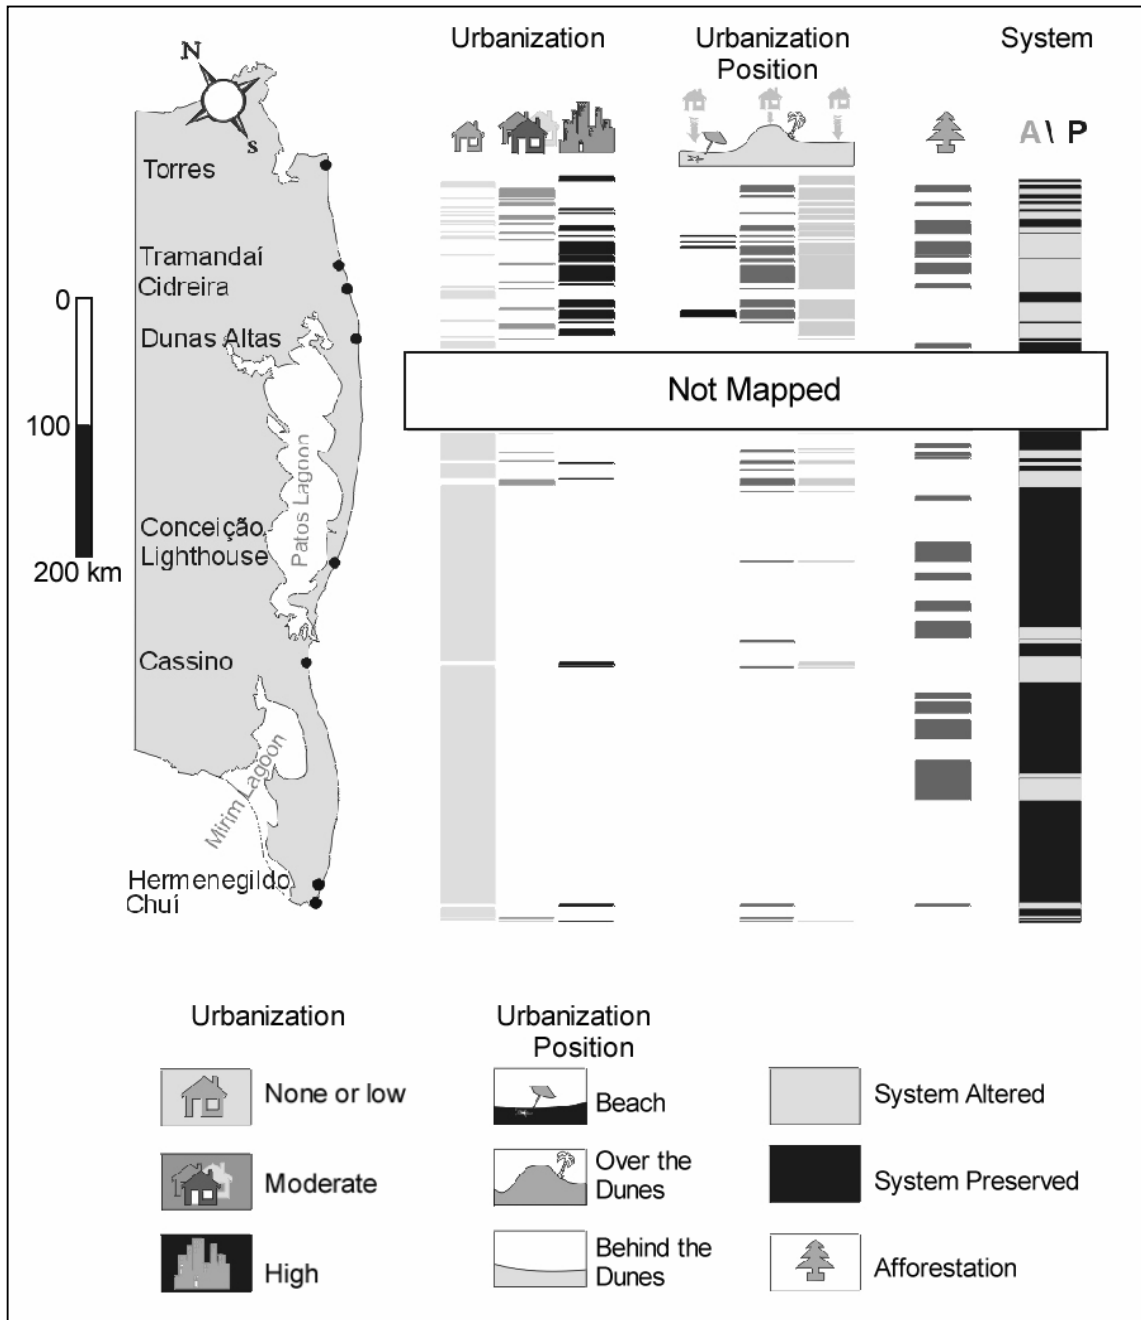 Urbanization
Urbanization
Position
System
N
s
A \ P
Torres
Tramandaí
Cidreira
0
Dunas Altas
Not Mapped
100
Patos Lagoon
Conceição
Lighthouse
200 km
Cassino
Mirim Lagoon
Hermenegildo
Chuí
Urbanization
None or low
Moderate
High
Urbanization
Position
Beach
Over the
Dunes
Behind the
Dunes
System Altered
System Preserved
Afforestation